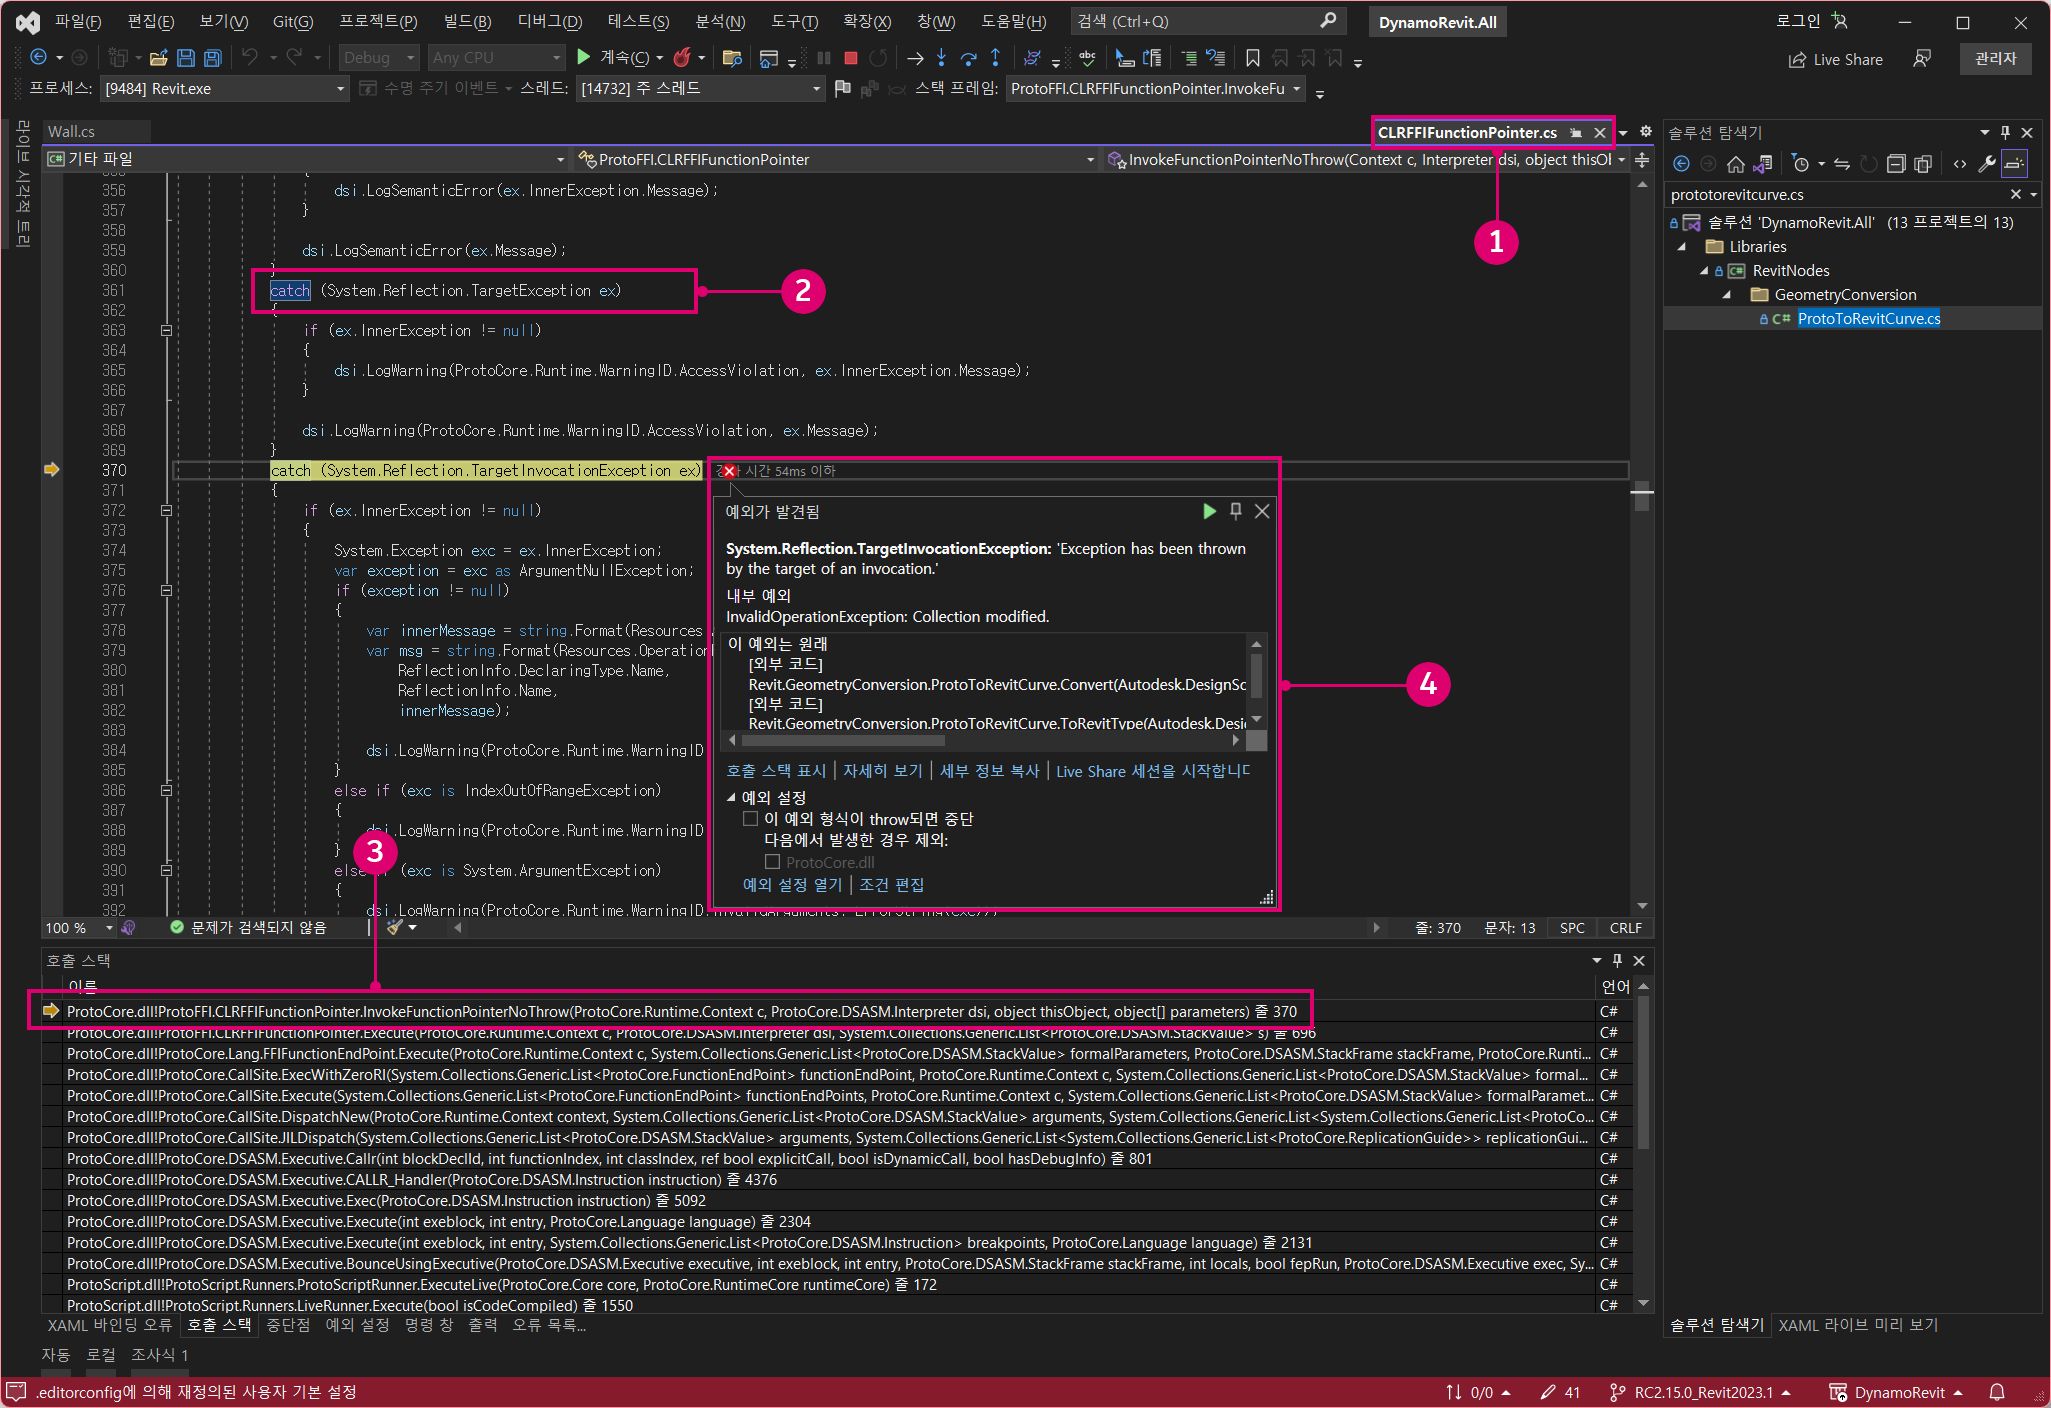 파일(F) 편집(E) 보기(V) Git(G) 프로젝트(P) 빌드(B) 디버그(D) 테스트(S) 분석(N) 도구(T) 확장(X) 창(W) 도움말(H) 검색 (Ctrl+Q) DynamoRevit.All 로그인
Debug Any CPU 계속(C) Live Share 관리자
프로세스: [9484] Revit.exe 수명 주기 이벤트 스레드: [14732] 주 스레드 스택 프레임: ProtoFFI.CLRFFIFunctionPointer.InvokeFu
라이브 시각적 트리
Wall.cs CLRFFIFunctionPointer.cs
기타 파일 ProtoFFI.CLRFFIFunctionPointer InvokeFunctionPointerNoThrow(Context c, Interpreter dsi, object thisOl
356 dsi.LogSemanticError(ex.InnerException.Message);
357 }
358
359 dsi.LogSemanticError(ex.Message);
360 }
361 catch (System.Reflection.TargetException ex)
362 {
363 if (ex.InnerException != null)
364 {
365 dsi.LogWarning(ProtoCore.Runtime.WarningID.AccessViolation, ex.InnerException.Message);
366 }
367
368 dsi.LogWarning(ProtoCore.Runtime.WarningID.AccessViolation, ex.Message);
369 }
370 catch (System.Reflection.TargetInvocationException ex) 시간 54ms 이하
371 {
372 if (ex.InnerException != null)
373 {
374 System.Exception exc = ex.InnerException;
375 var exception = exc as ArgumentNullException;
376 if (exception != null)
377 {
378 var innerMessage = string.Format(Resources
379 var msg = string.Format(Resources.Operation
380 ReflectionInfo.DeclaringType.Name,
381 ReflectionInfo.Name,
382 innerMessage);
383
384 dsi.LogWarning(ProtoCore.Runtime.WarningID
385 }
386 else if (exc is IndexOutOfRangeException)
387 {
388 dsi.LogWarning(ProtoCore.Runtime.WarningID
389 }
390 else if (exc is System.ArgumentException)
391 {
392 dsi.LogWarning(ProtoCore.Runtime.WarningID.InvalidArguments, ErrorString(exc));
1
2
3
4
예외가 발견됨
System.Reflection.TargetInvocationException: 'Exception has been thrown
by the target of an invocation.'
내부 예외
InvalidOperationException: Collection modified.
이 예외는 원래
[외부 코드]
Revit.GeometryConversion.ProtoToRevitCurve.Convert(Autodesk.DesignSc
[외부 코드]
Revit.GeometryConversion.ProtoToRevitCurve.ToRevitType(Autodesk.Desi
호출 스택 표시 | 자세히 보기 | 세부 정보 복사 | Live Share 세션을 시작합니다
예외 설정
이 예외 형식이 throw되면 중단
다음에서 발생한 경우 제외:
ProtoCore.dll
예외 설정 열기 | 조건 편집
100 % 문제가 검색되지 않음 줄: 370 문자: 13 SPC CRLF
호출 스택
이름 언어
ProtoCore.dll!ProtoFFI.CLRFFIFunctionPointer.InvokeFunctionPointerNoThrow(ProtoCore.Runtime.Context c, ProtoCore.DSASM.Interpreter dsi, object thisObject, object[] parameters) 줄 370 C#
ProtoCore.dll!ProtoFFI.CLRFFIFunctionPointer.Execute(ProtoCore.Runtime.Context c, ProtoCore.DSASM.Interpreter dsi, System.Collections.Generic.List<ProtoCore.DSASM.StackValue> s) 줄 696 C#
ProtoCore.dll!ProtoCore.Lang.FFIFunctionEndPoint.Execute(ProtoCore.Runtime.Context c, System.Collections.Generic.List<ProtoCore.DSASM.StackValue> formalParameters, ProtoCore.DSASM.StackFrame stackFrame, ProtoCore.Runti... C#
ProtoCore.dll!ProtoCore.CallSite.ExecWithZeroRI(System.Collections.Generic.List<ProtoCore.FunctionEndPoint> functionEndPoint, ProtoCore.Runtime.Context c, System.Collections.Generic.List<ProtoCore.DSASM.StackValue> formal... C#
ProtoCore.dll!ProtoCore.CallSite.Execute(System.Collections.Generic.List<ProtoCore.FunctionEndPoint> functionEndPoints, ProtoCore.Runtime.Context c, System.Collections.Generic.List<ProtoCore.DSASM.StackValue> formalParamet... C#
ProtoCore.dll!ProtoCore.CallSite.DispatchNew(ProtoCore.Runtime.Context context, System.Collections.Generic.List<ProtoCore.DSASM.StackValue> arguments, System.Collections.Generic.List<System.Collections.Generic.List<ProtoCo... C#
ProtoCore.dll!ProtoCore.CallSite.JILDispatch(System.Collections.Generic.List<ProtoCore.DSASM.StackValue> arguments, System.Collections.Generic.List<System.Collections.Generic.List<ProtoCore.ReplicationGuide>> replicationGui... C#
ProtoCore.dll!ProtoCore.DSASM.Executive.Callr(int blockDeclId, int functionIndex, int classIndex, ref bool explicitCall, bool isDynamicCall, bool hasDebugInfo) 줄 801 C#
ProtoCore.dll!ProtoCore.DSASM.Executive.CALLR_Handler(ProtoCore.DSASM.Instruction instruction) 줄 4376 C#
ProtoCore.dll!ProtoCore.DSASM.Executive.Exec(ProtoCore.DSASM.Instruction instruction) 줄 5092 C#
ProtoCore.dll!ProtoCore.DSASM.Executive.Execute(int exeblock, int entry, ProtoCore.Language language) 줄 2304 C#
ProtoCore.dll!ProtoCore.DSASM.Executive.Execute(int exeblock, int entry, System.Collections.Generic.List<ProtoCore.DSASM.Instruction> breakpoints, ProtoCore.Language language) 줄 2131 C#
ProtoCore.dll!ProtoCore.DSASM.Executive.BounceUsingExecutive(ProtoCore.DSASM.Executive executive, int exeblock, int entry, ProtoCore.DSASM.StackFrame stackFrame, int locals, bool fepRun, ProtoCore.DSASM.Executive exec, Sy... C#
ProtoScript.dll!ProtoScript.Runners.ProtoScriptRunner.ExecuteLive(ProtoCore.Core core, ProtoCore.RuntimeCore runtimeCore) 줄 172 C#
ProtoScript.dll!ProtoScript.Runners.LiveRunner.Execute(bool isCodeCompiled) 줄 1550 C#
XAML 바인딩 오류 호출 스택 중단점 예외 설정 명령 창 출력 오류 목록...
자동 로컬 조사식 1
솔루션 탐색기
prototorevitcurve.cs
솔루션 'DynamoRevit.All' (13 프로젝트의 13)
Libraries
C# RevitNodes
GeometryConversion
C# ProtoToRevitCurve.cs
솔루션 탐색기 XAML 라이브 미리 보기
.editorconfig에 의해 재정의된 사용자 기본 설정 0/0 41 RC2.15.0_Revit2023.1 DynamoRevit